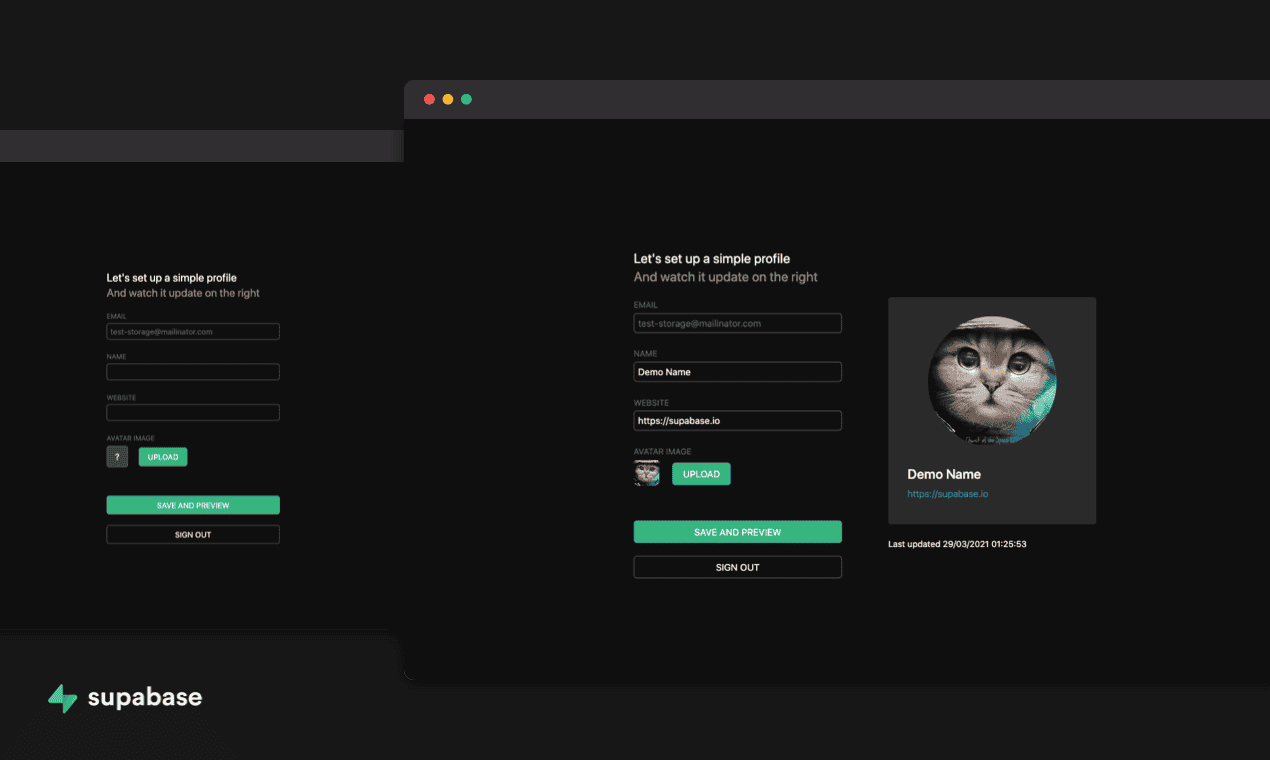 Let's set up a simple profile
And watch it update on the right
EMAIL
test-storage@mailinator.com
NAME
WEBSITE
AVATAR IMAGE
?
UPLOAD
SAVE AND PREVIEW
SIGN OUT
supabase
Let's set up a simple profile
And watch it update on the right
EMAIL
test-storage@mailinator.com
NAME
Demo Name
WEBSITE
https://supabase.io
AVATAR IMAGE
UPLOAD
SAVE AND PREVIEW
SIGN OUT
Demo Name
https://supabase.io
Last updated 29/03/2021 01:25:53